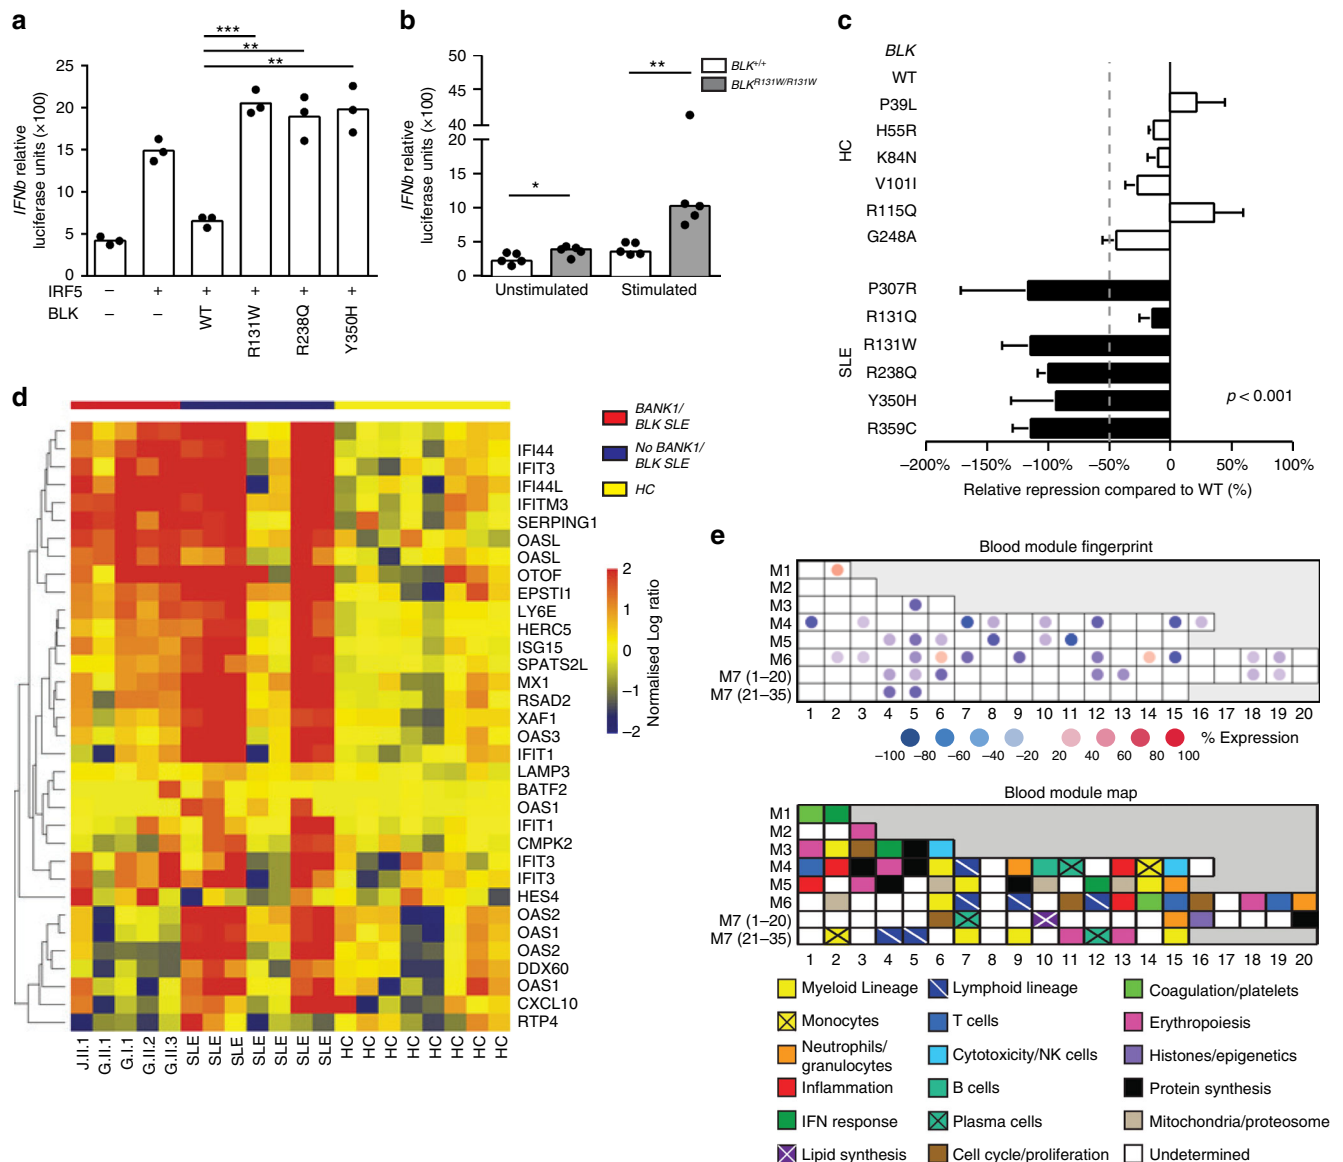 a
***
**
**
25
20
15
10
5
0
IFNb relative
luciferase units (×100)
IRF5
–
+
+
+
+
+
BLK
–
–
WT
R131W
R238Q
Y350H
b
50
45
40
20
15
10
5
0
IFNb relative
luciferase units (×100)
*
**
BLK+/+
BLKR131W/R131W
Unstimulated
Stimulated
c
BLK
WT
P39L
H55R
K84N
V101I
R115Q
G248A
HC
P307R
R131Q
R131W
R238Q
Y350H
R359C
SLE
p < 0.001
–200%
–150%
–100%
–50%
0
50%
100%
Relative repression compared to WT (%)
d
IFI44
IFIT3
IFI44L
IFITM3
SERPING1
OASL
OASL
OTOF
EPSTI1
LY6E
HERC5
ISG15
SPATS2L
MX1
RSAD2
XAF1
OAS3
IFIT1
LAMP3
BATF2
OAS1
IFIT1
CMPK2
IFIT3
IFIT3
HES4
OAS2
OAS1
OAS2
DDX60
OAS1
CXCL10
RTP4
J.II.1
G.II.1
G.I.1
G.II.2
G.II.3
SLE
SLE
SLE
SLE
SLE
SLE
SLE
HC
HC
HC
HC
HC
HC
HC
HC
BANK1/
BLK SLE
No BANK1/
BLK SLE
HC
2
1
0
–1
–2
Normalised Log ratio
e
Blood module fingerprint
M1
M2
M3
M4
M5
M6
M7 (1–20)
M7 (21–35)
1 2 3 4 5 6 7 8 9 10 11 12 13 14 15 16 17 18 19 20
–100 –80 –60 –40 –20 20 40 60 80 100
% Expression
Blood module map
M1
M2
M3
M4
M5
M6
M7 (1–20)
M7 (21–35)
1 2 3 4 5 6 7 8 9 10 11 12 13 14 15 16 17 18 19 20
Myeloid Lineage
Monocytes
Neutrophils/
granulocytes
Inflammation
IFN response
Lipid synthesis
Lymphoid lineage
T cells
Cytotoxicity/NK cells
B cells
Plasma cells
Cell cycle/proliferation
Coagulation/platelets
Erythropoiesis
Histones/epigenetics
Protein synthesis
Mitochondria/proteosome
Undetermined